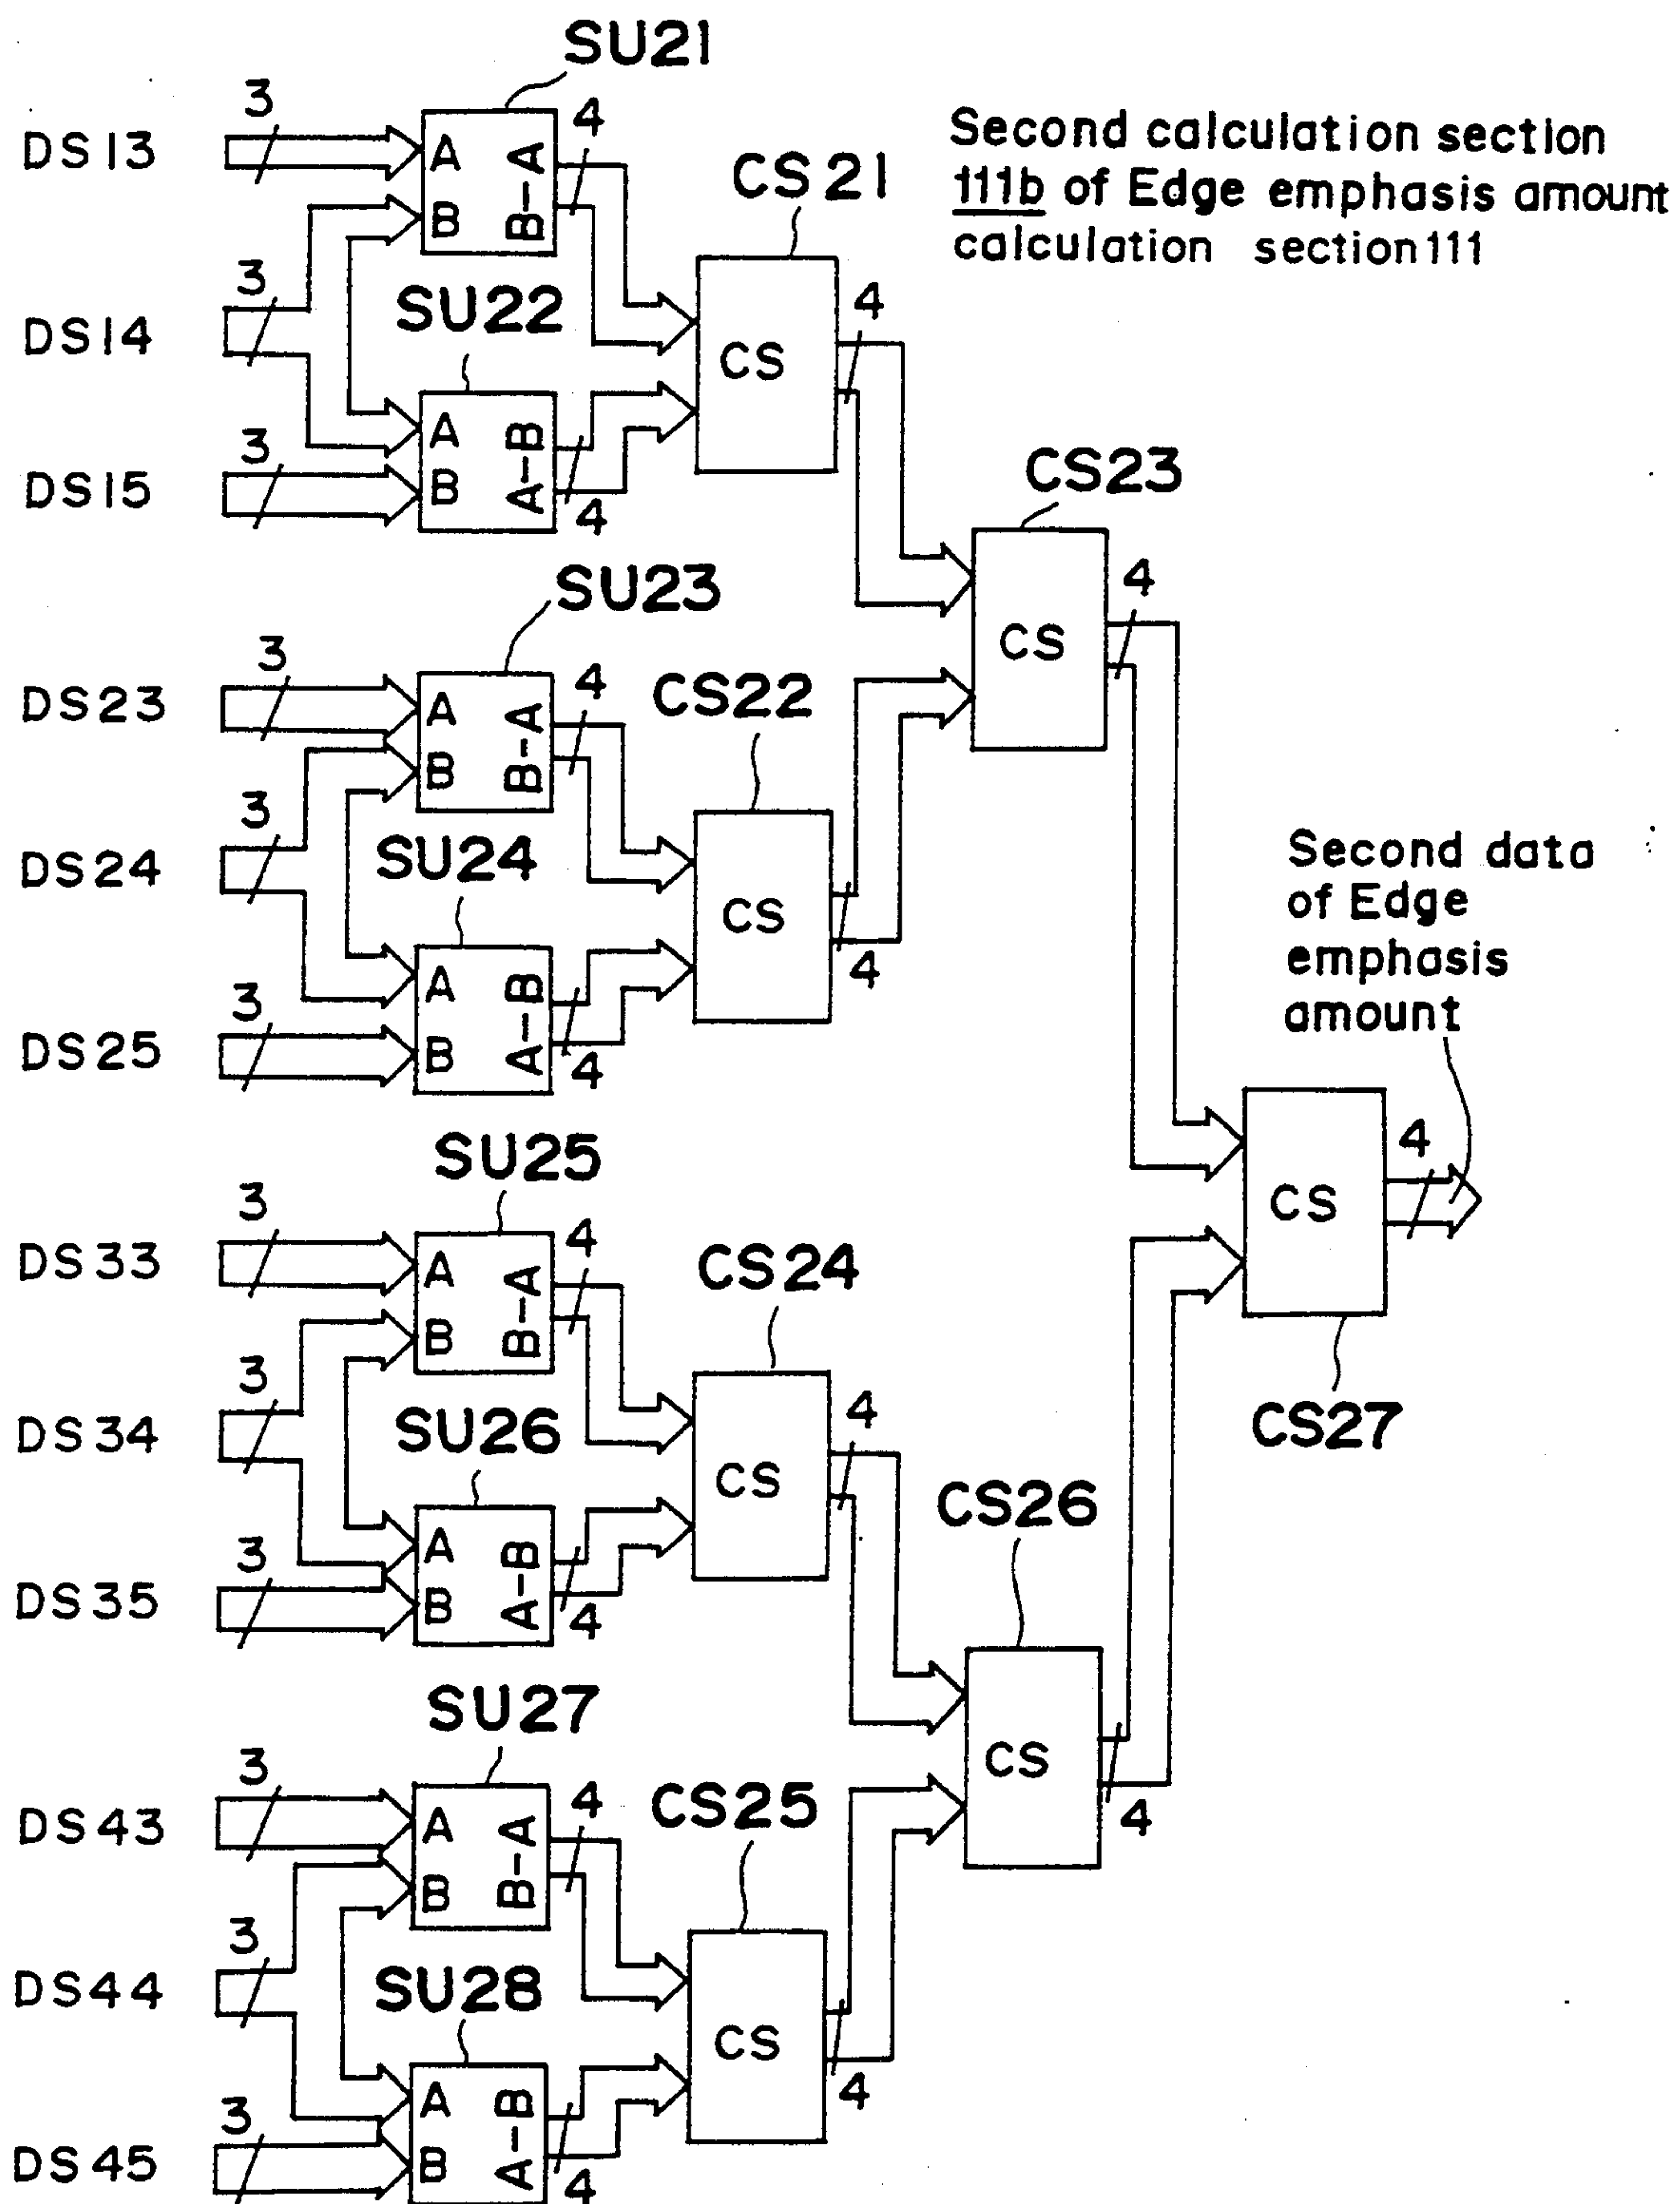 SU21
3
4
DS13
A
B-A
B
Second calculation section
111b of Edge emphasis amount
calculation section111
CS21
3
DS14
SU22
4
CS
3
DS15
A
A-B
B
4
CS23
SU23
3
4
4
DS23
A
B-A
B
CS22
CS
3
DS24
SU24
CS
4
Second data
of Edge
emphasis
amount
3
DS25
A
A-B
B
4
SU25
3
4
4
DS33
A
B-A
B
CS24
CS
3
DS34
SU26
4
CS27
CS
CS26
3
DS35
A
A-B
B
4
SU27
3
4
CS
DS43
A
B-A
B
CS25
4
3
DS44
SU28
CS
4
3
DS45
A
A-B
B
4